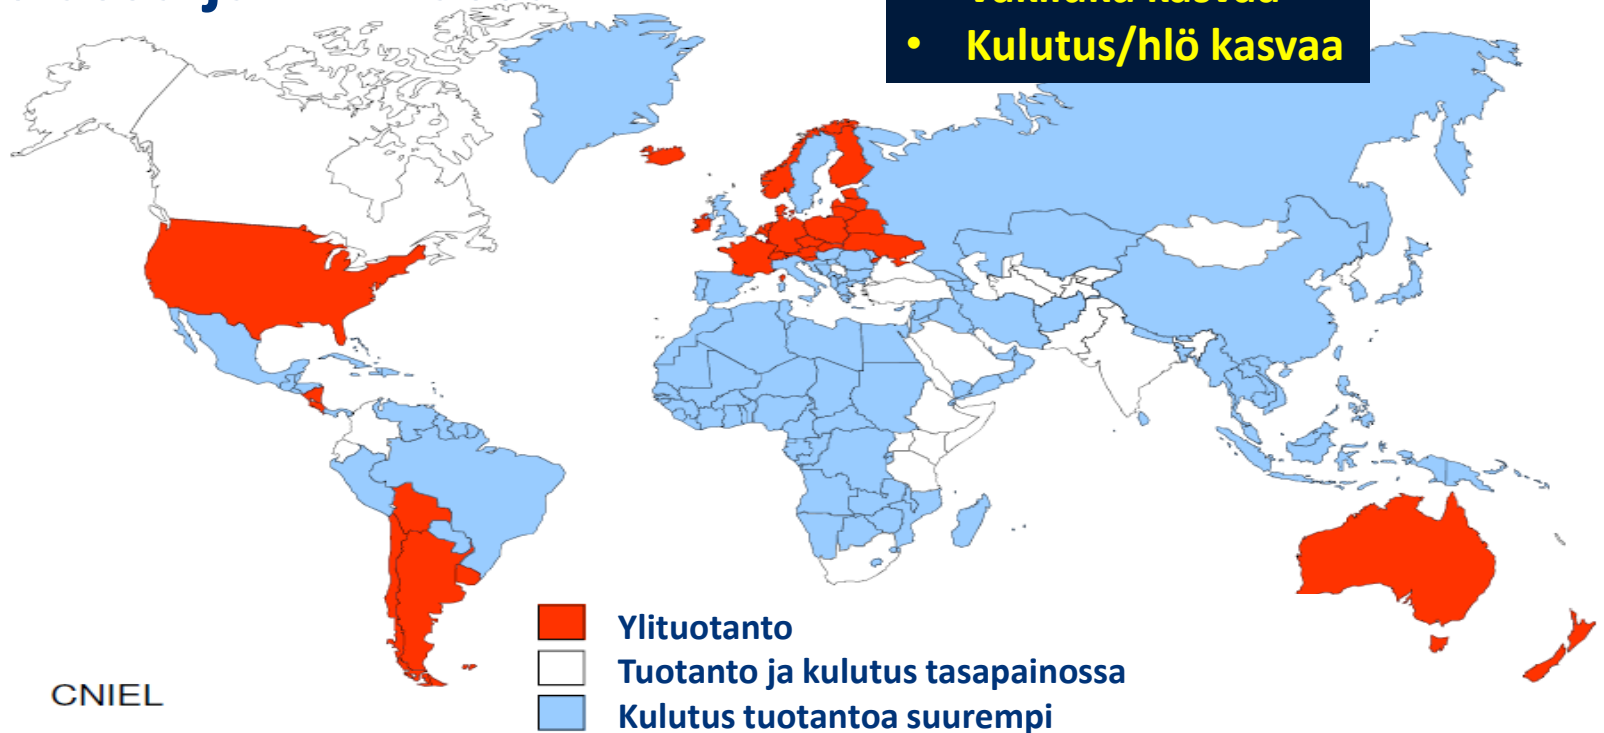 • Kulutus/hlö kasvaa
Ylituotanto
Tuotanto ja kulutus tasapainossa
Kulutus tuotantoa suurempi
CNIEL